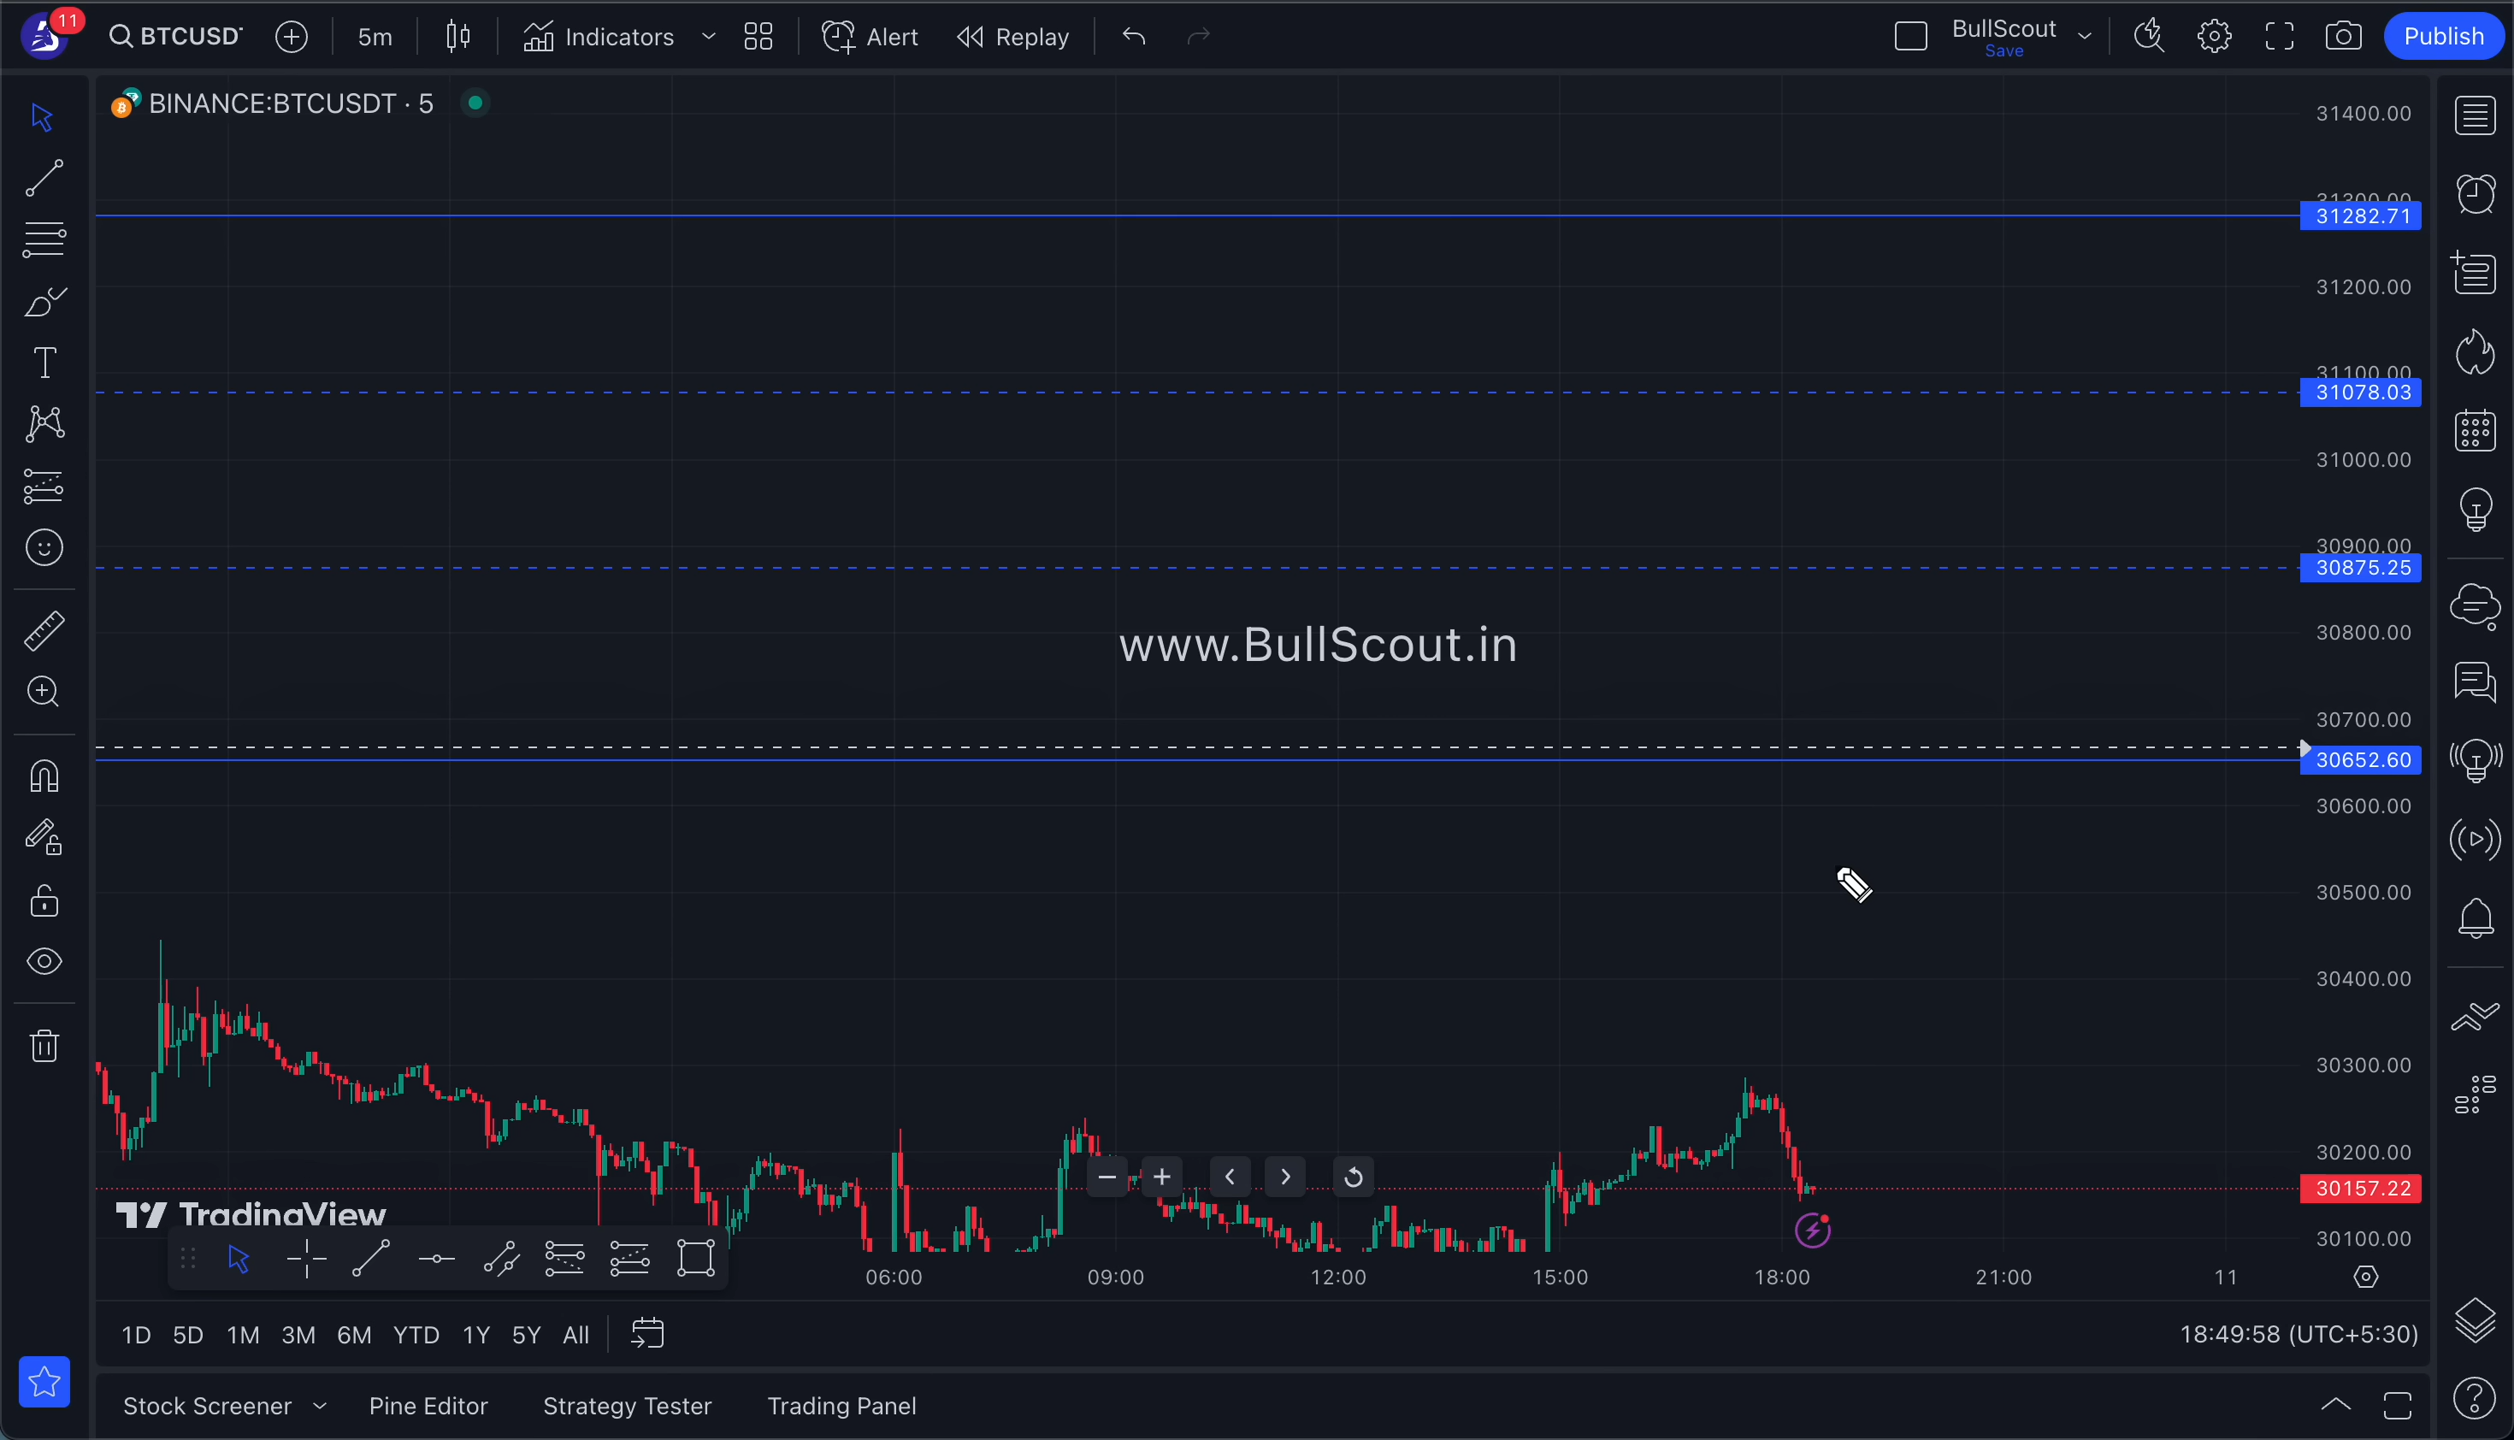 11
BTCUSD
5m
Indicators
Alert
Replay
BullScout
Save
Publish
BINANCE:BTCUSDT · 5
31400.00
31300.00
31282.71
31200.00
31100.00
31078.03
31000.00
30900.00
30875.25
www.BullScout.in
30800.00
30700.00
30652.60
30600.00
30500.00
30400.00
30300.00
30200.00
30157.22
TradingView
30100.00
06:00 09:00 12:00 15:00 18:00 21:00 11
1D 5D 1M 3M 6M YTD 1Y 5Y All
18:49:58 (UTC+5:30)
Stock Screener Pine Editor Strategy Tester Trading Panel